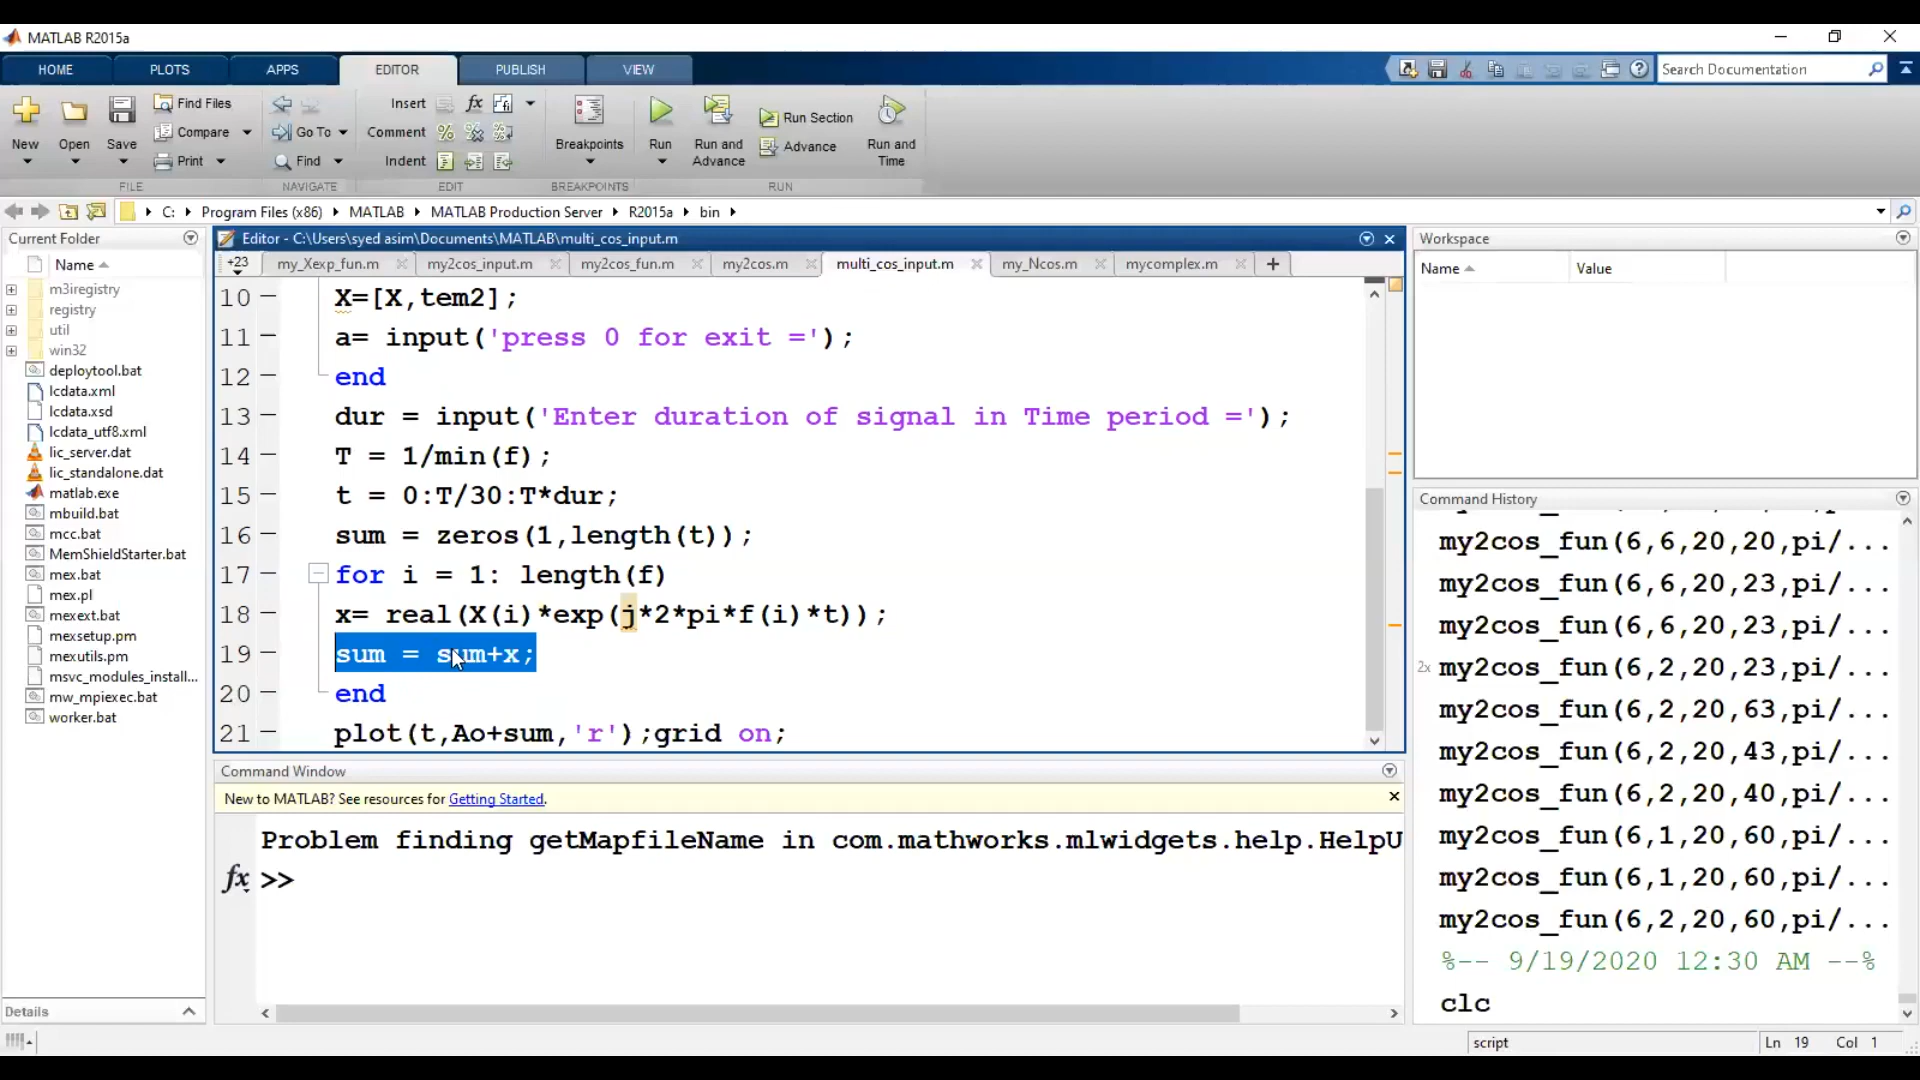 MATLAB R2015a
HOME
PLOTS
APPS
EDITOR
PUBLISH
VIEW
Search Documentation
New
Open
Save
Find Files
Compare
Print
Go To
Find
Insert
fx
Comment
Indent
Breakpoints
Run
Run and
Advance
Run Section
Advance
Run and
Time
FILE
NAVIGATE
EDIT
BREAKPOINTS
RUN
C:
Program Files (x86)
MATLAB
MATLAB Production Server
R2015a
bin
Current Folder
Name
m3iregistry
registry
util
win32
deploytool.bat
lcdata.xml
lcdata.xsd
lcdata_utf8.xml
lic_server.dat
lic_standalone.dat
matlab.exe
mbuild.bat
mcc.bat
MemShieldStarter.bat
mex.bat
mex.pl
mexext.bat
mexsetup.pm
mexutils.pm
msvc_modules_install...
mw_mpiexec.bat
worker.bat
Details
Editor - C:\Users\syed asim\Documents\MATLAB\multi_cos_input.m
+23
my_Xexp_fun.m
my2cos_input.m
my2cos_fun.m
my2cos.m
multi_cos_input.m
my_Ncos.m
mycomplex.m
10 X=[X,tem2];
11 a= input('press 0 for exit =');
12 end
13 dur = input('Enter duration of signal in Time period =');
14 T = 1/min(f);
15 t = 0:T/30:T*dur;
16 sum = zeros(1,length(t));
17 for i = 1: length(f)
18 x= real(X(i)*exp(j*2*pi*f(i)*t));
19 sum = sum+x;
20 end
21 plot(t,Ao+sum,'r');grid on;
Command Window
New to MATLAB? See resources for Getting Started.
Problem finding getMapfileName in com.mathworks.mlwidgets.help.HelpU
fx >>
Workspace
Name
Value
Command History
my2cos_fun(6,6,20,20,pi/...
my2cos_fun(6,6,20,23,pi/...
my2cos_fun(6,6,20,23,pi/...
2x my2cos_fun(6,2,20,23,pi/...
my2cos_fun(6,2,20,63,pi/...
my2cos_fun(6,2,20,43,pi/...
my2cos_fun(6,2,20,40,pi/...
my2cos_fun(6,1,20,60,pi/...
my2cos_fun(6,1,20,60,pi/...
my2cos_fun(6,2,20,60,pi/...
%-- 9/19/2020 12:30 AM --%
clc
script
Ln 19 Col 1